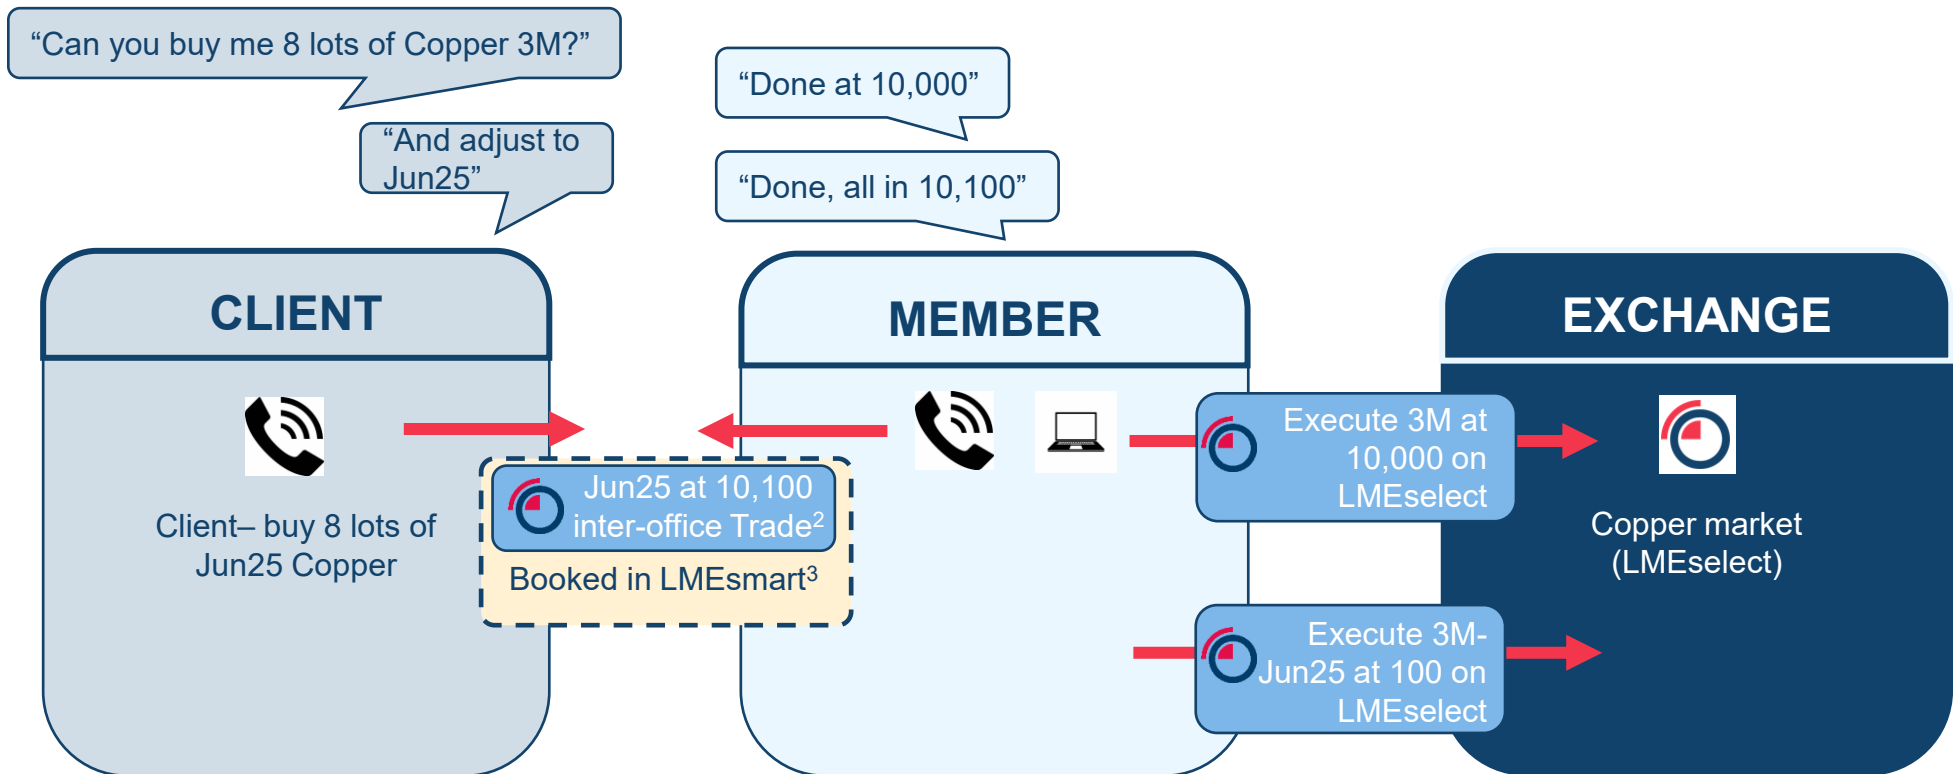 “Can you buy me 8 lots of Copper 3M?”
“And adjust to
Jun25”
“Done at 10,000”
“Done, all in 10,100”
CLIENT
Client– buy 8 lots of
Jun25 Copper
Jun25 at 10,100
inter-office Trade²
Booked in LMEsmart³
MEMBER
Execute 3M at
10,000 on
LMEselect
Execute 3M-
Jun25 at 100 on
LMEselect
EXCHANGE
Copper market
(LMEselect)